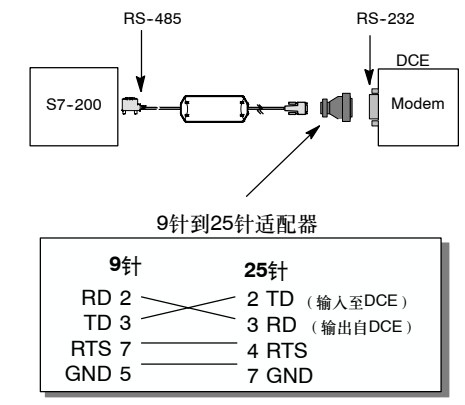 RS-485
RS-232
DCE
S7-200
Modem
9针到25针适配器
9针
25针
RD 2
2 TD （输入至DCE）
TD 3
3 RD （输出自DCE）
RTS 7
4 RTS
GND 5
7 GND